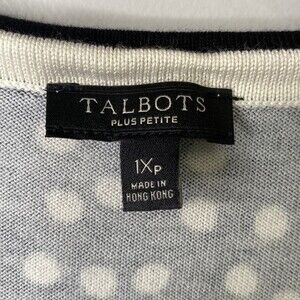 TALBOTS
PLUS PETITE
1XP
MADE IN
HONG KONG